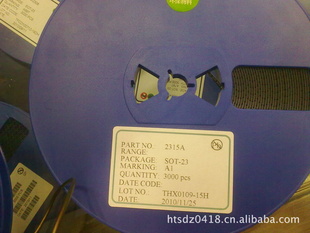 PART NO. 2315A
RANGE:
PACKAGE: SOT-23
MARKING: A1
QUANTITY: 3000 pcs
DATE CODE:
LOT NO. THX0109-15H
DATE: 2010/11/25
htsdz0418.cn.alibaba.com